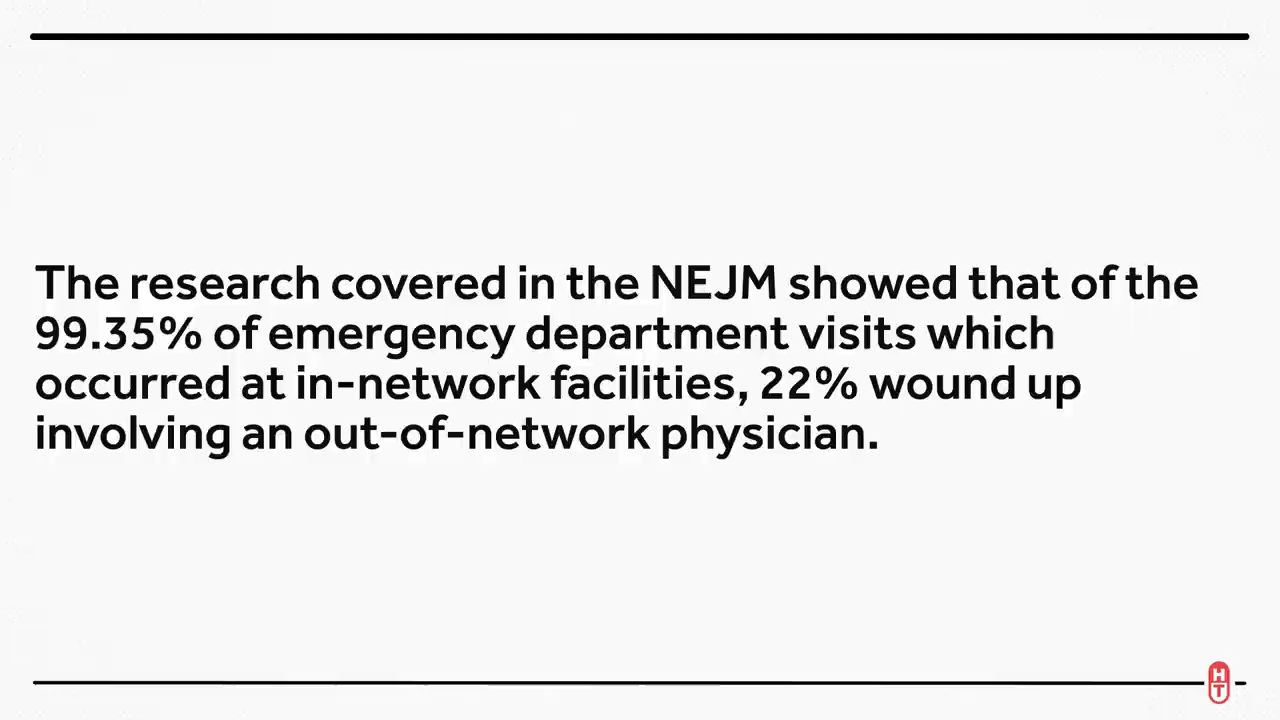 The research covered in the NEJM showed that of the
99.35% of emergency department visits which
occurred at in-network facilities, 22% wound up
involving an out-of-network physician.
H
T